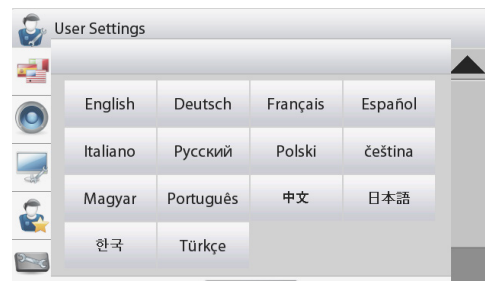 User Settings
English Deutsch Français Español
Italiano Русский Polski čeština
Magyar Português 中文 日本語
한국 Türkçe